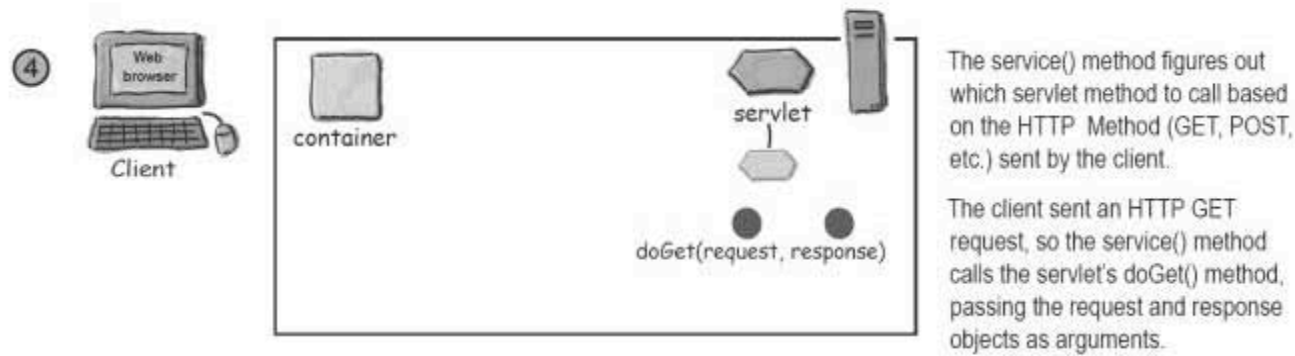 4
Web
browser
Client
container
servlet
doGet(request, response)
The service() method figures out
which servlet method to call based
on the HTTP Method (GET, POST,
etc.) sent by the client.
The client sent an HTTP GET
request, so the service() method
calls the servlet's doGet() method,
passing the request and response
objects as arguments.